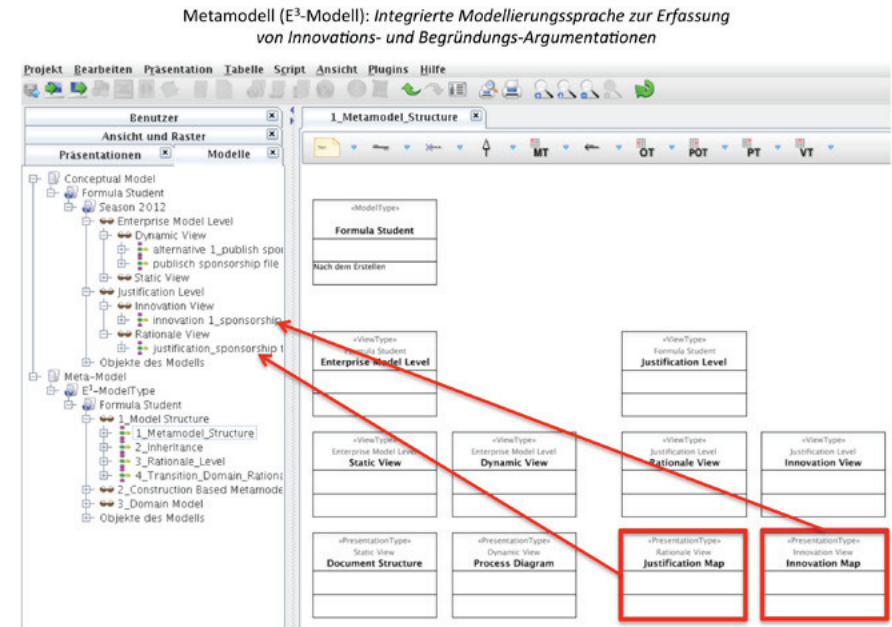 Metamodell (E³-Modell): Integrierte Modellierungssprache zur Erfassung
von Innovations- und Begründungs-Argumentationen
Projekt Bearbeiten Präsentation Tabelle Script Ansicht Plugins Hilfe
Benutzer
Ansicht und Raster
Präsentationen Modelle
Conceptual Model
Formula Student
Season 2012
Enterprise Model Level
Dynamic View
alternative 1_publish spor
publisch sponsorship file
Static View
Justification Level
Innovation View
innovation 1_sponsorship
Rationale View
justification_sponsorship f
Objekte des Modells
Meta-Model
E³-ModelType
Formula Student
1_Model Structure
1_Metamodel_Structure
2_Inheritance
3_Rationale_Level
4_Transition_Domain_Rationa
2_Construction Based Metamode
3_Domain Model
Objekte des Modells
1_Metamodel_Structure
MT OT POT PT VT
«ModelType»
Formula Student
Nach dem Erstellen
«ViewType»
Formula Student
Enterprise Model Level
«ViewType»
Formula Student
Justification Level
«ViewType»
Enterprise Model Level
Static View
«ViewType»
Enterprise Model Level
Dynamic View
«ViewType»
Justification Level
Rationale View
«ViewType»
Justification Level
Innovation View
«PresentationType»
Static View
Document Structure
«PresentationType»
Dynamic View
Process Diagram
«PresentationType»
Rationale View
Justification Map
«PresentationType»
Innovation View
Innovation Map